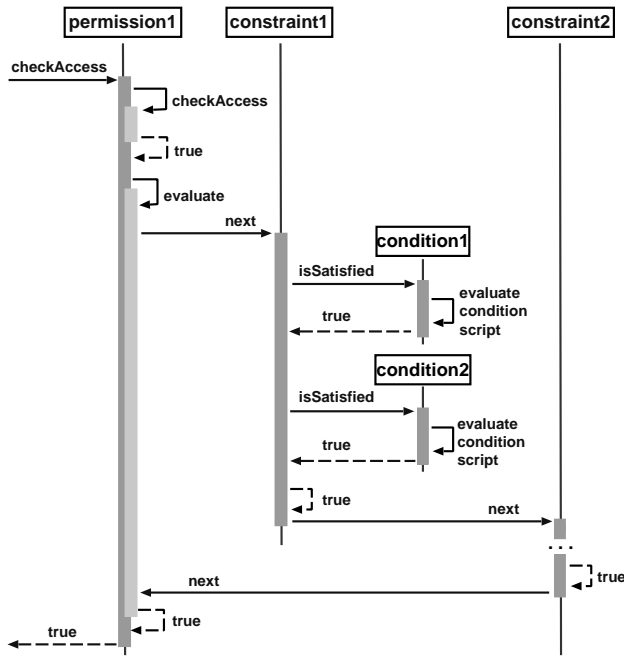 permission1 constraint1 constraint2
checkAccess
checkAccess
true
evaluate
next
condition1
isSatisfied
evaluate
condition
script
true
condition2
isSatisfied
evaluate
condition
script
true
true
next
...
true
next
true
true